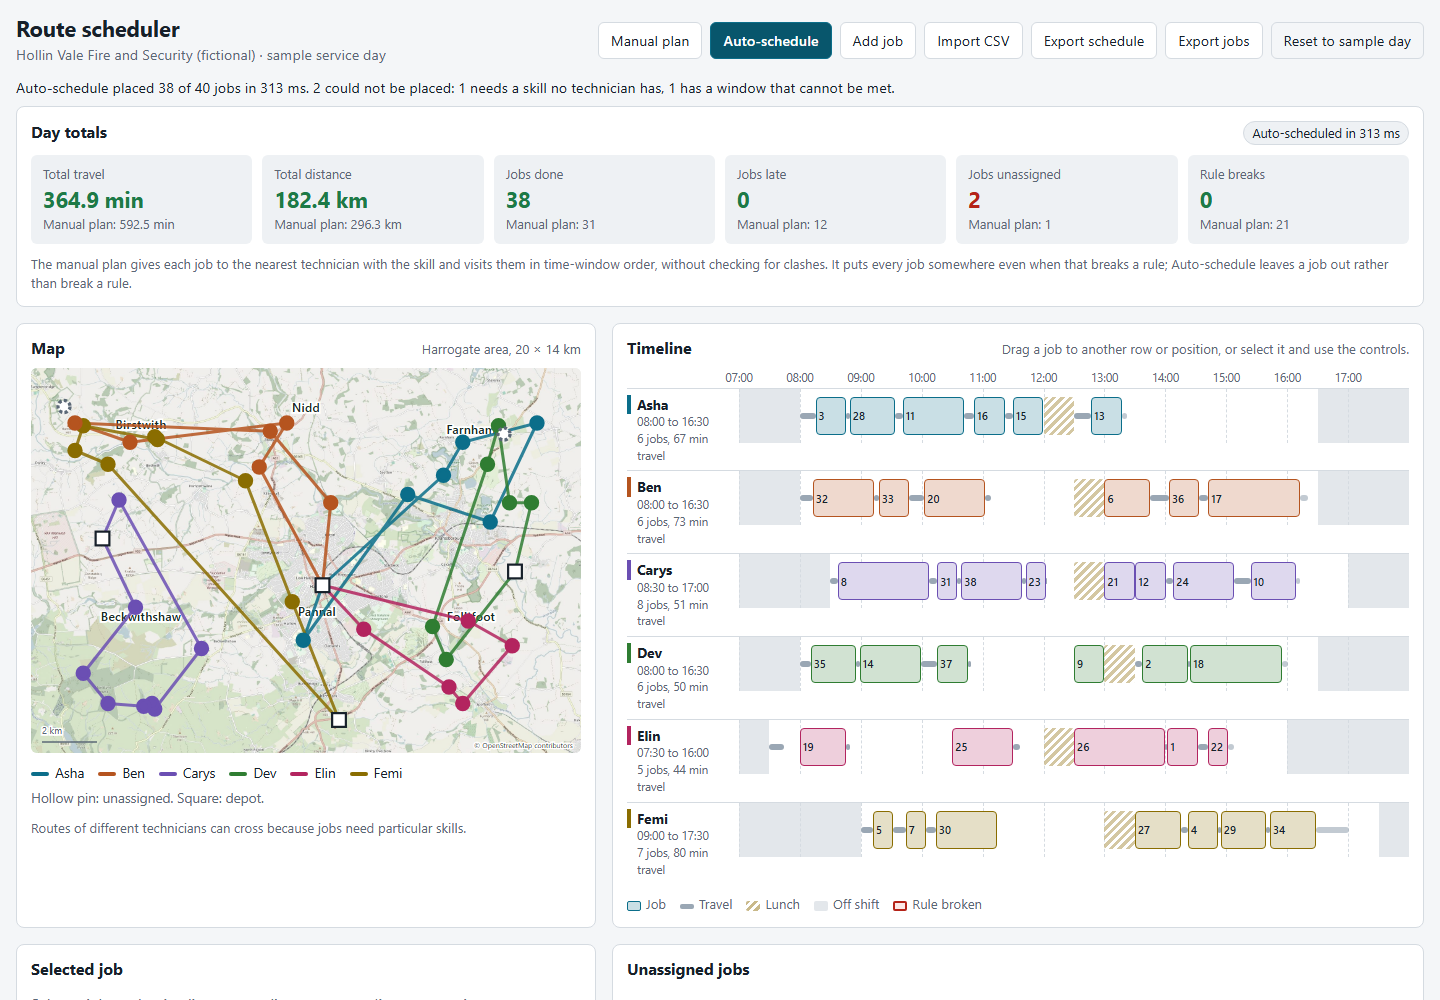 Route scheduler
Hollin Vale Fire and Security (fictional) · sample service day
Manual plan
Auto-schedule
Add job
Import CSV
Export schedule
Export jobs
Reset to sample day
Auto-schedule placed 38 of 40 jobs in 313 ms. 2 could not be placed: 1 needs a skill no technician has, 1 has a window that cannot be met.
Day totals
Auto-scheduled in 313 ms
Total travel
364.9 min
Manual plan: 592.5 min
Total distance
182.4 km
Manual plan: 296.3 km
Jobs done
38
Manual plan: 31
Jobs late
0
Manual plan: 12
Jobs unassigned
2
Manual plan: 1
Rule breaks
0
Manual plan: 21
The manual plan gives each job to the nearest technician with the skill and visits them in time-window order, without checking for clashes. It puts every job somewhere even when that breaks a rule; Auto-schedule leaves a job out rather
than break a rule.
Map
Harrogate area, 20 × 14 km
Nidd
Birstwith
Farnham
Beckwithshaw
Pannal
Follifoot
2 km
© OpenStreetMap contributors
Asha
Ben
Carys
Dev
Elin
Femi
Hollow pin: unassigned. Square: depot.
Routes of different technicians can cross because jobs need particular skills.
Timeline
Drag a job to another row or position, or select it and use the controls.
07:00 08:00 09:00 10:00 11:00 12:00 13:00 14:00 15:00 16:00 17:00
Asha
08:00 to 16:30
6 jobs, 67 min
travel
3 28 11 16 15 13
Ben
08:00 to 16:30
6 jobs, 73 min
travel
32 33 20 6 36 17
Carys
08:30 to 17:00
8 jobs, 51 min
travel
8 31 38 23 21 12 24 10
Dev
08:00 to 16:30
6 jobs, 50 min
travel
35 14 37 9 2 18
Elin
07:30 to 16:00
5 jobs, 44 min
travel
19 25 26 1 22
Femi
09:00 to 17:30
7 jobs, 80 min
travel
5 7 30 27 4 29 34
Job
Travel
Lunch
Off shift
Rule broken
Selected job
Unassigned jobs